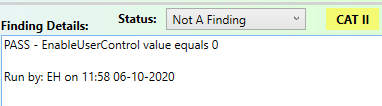 Status: Not A Finding CAT II
Finding Details:
PASS - EnableUserControl value equals 0
Run by: EH on 11:58 06-10-2020